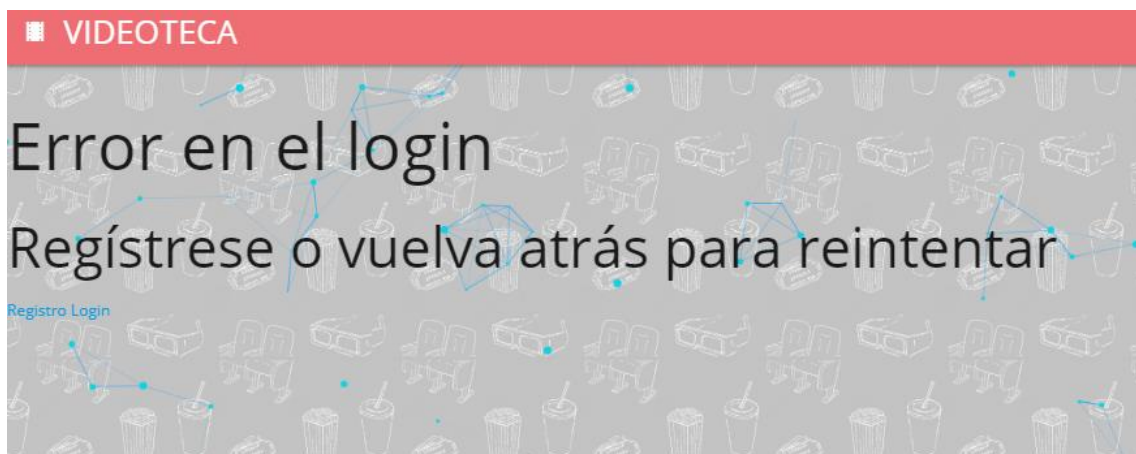 VIDEOTECA
Error en el login
Regístrese o vuelva atrás para reintentar
Registro Login